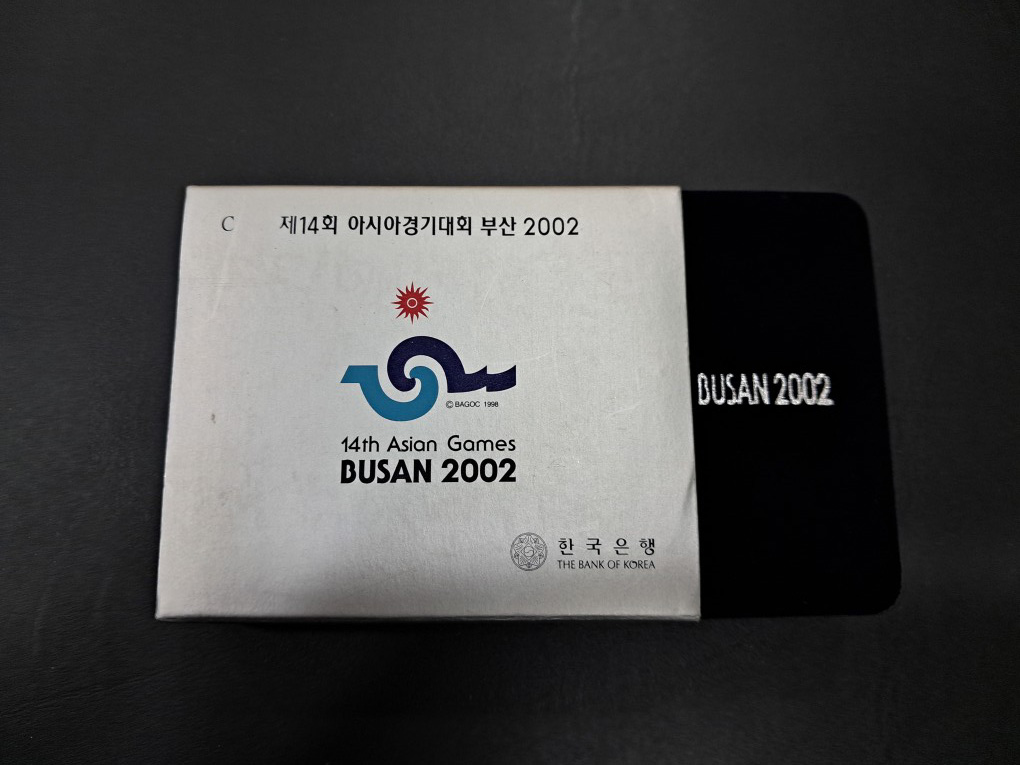 C 제14회 아시아경기대회 부산 2002
© BAGOC 1998
14th Asian Games
BUSAN 2002
한국은행
THE BANK OF KOREA
BUSAN 2002